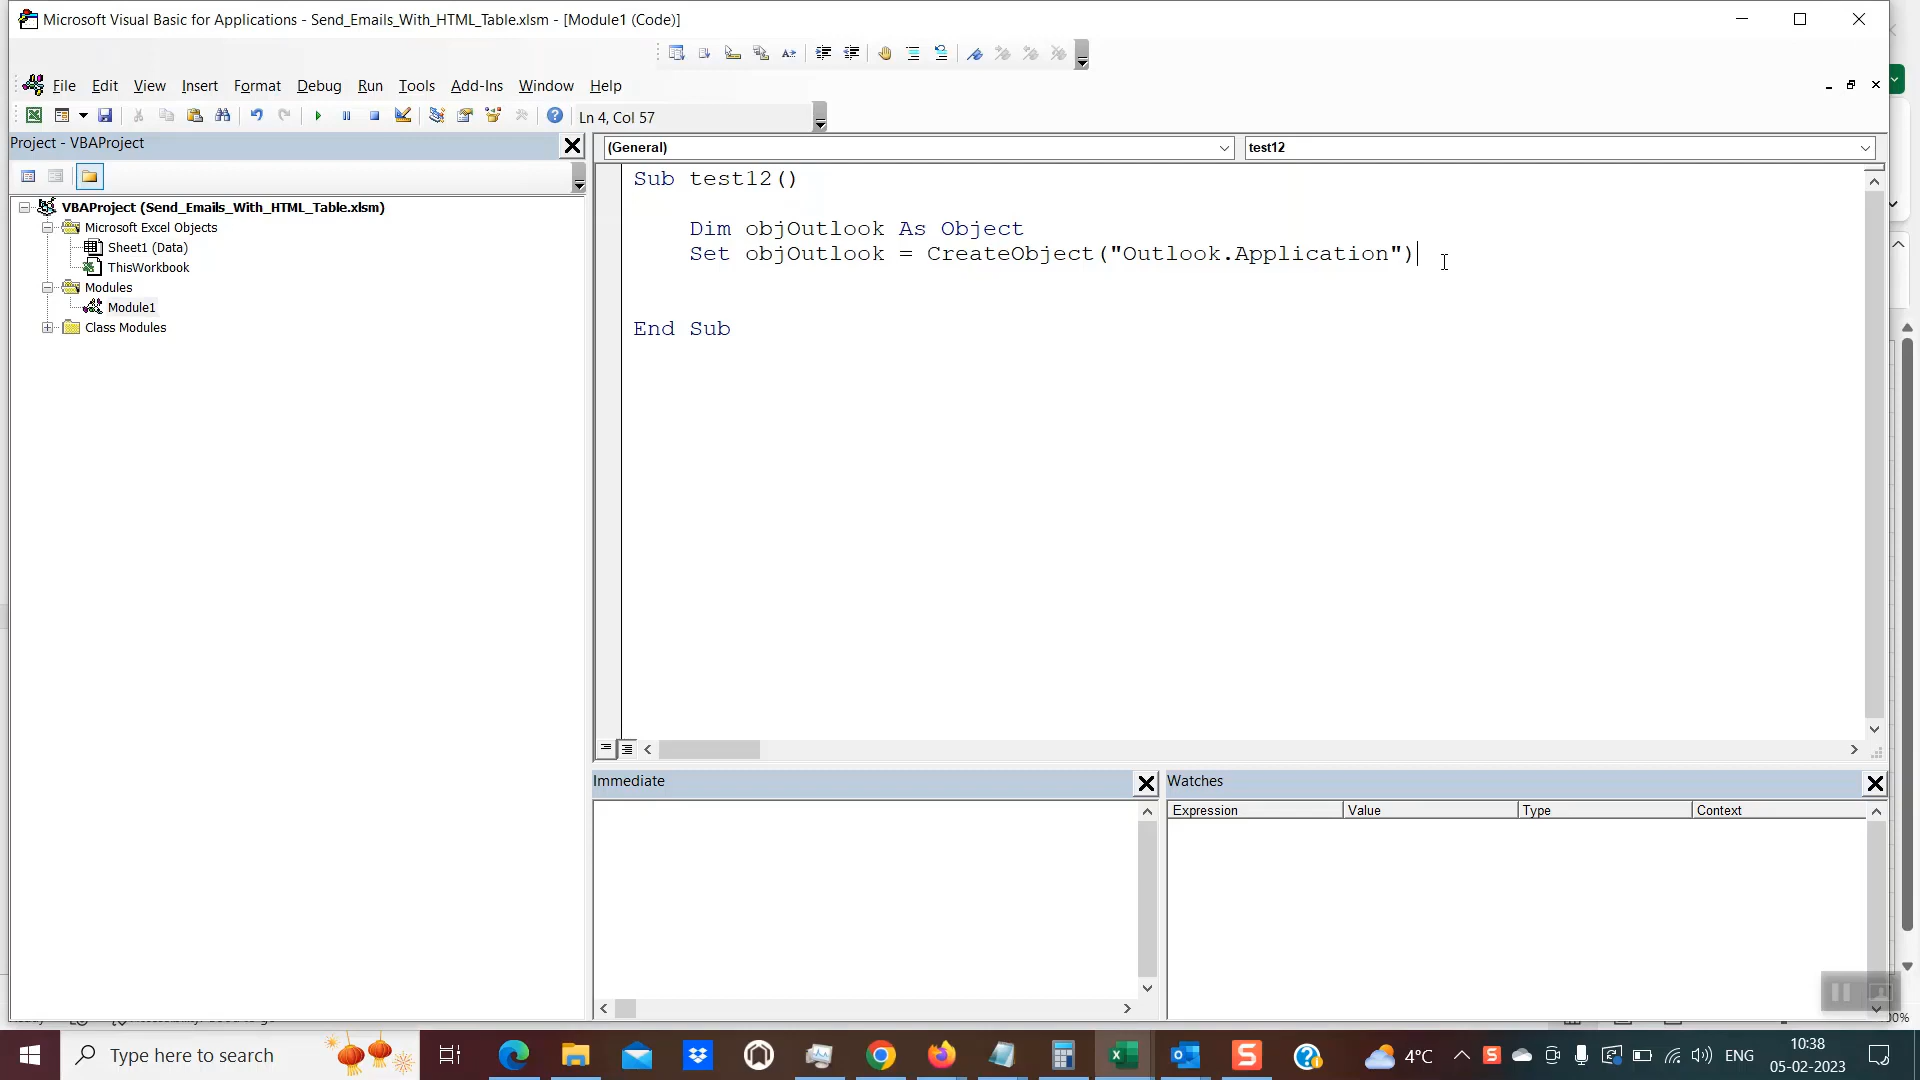 Microsoft Visual Basic for Applications - Send_Emails_With_HTML_Table.xlsm - [Module1 (Code)]
File Edit View Insert Format Debug Run Tools Add-Ins Window Help
Ln 4, Col 57
Project - VBAProject
(General)
test12
VBAProject (Send_Emails_With_HTML_Table.xlsm)
Microsoft Excel Objects
Sheet1 (Data)
ThisWorkbook
Modules
Module1
Class Modules
Sub test12()
Dim objOutlook As Object
Set objOutlook = CreateObject("Outlook.Application")
End Sub
Immediate
Watches
Expression Value Type Context
Type here to search
4°C
ENG
10:38
05-02-2023